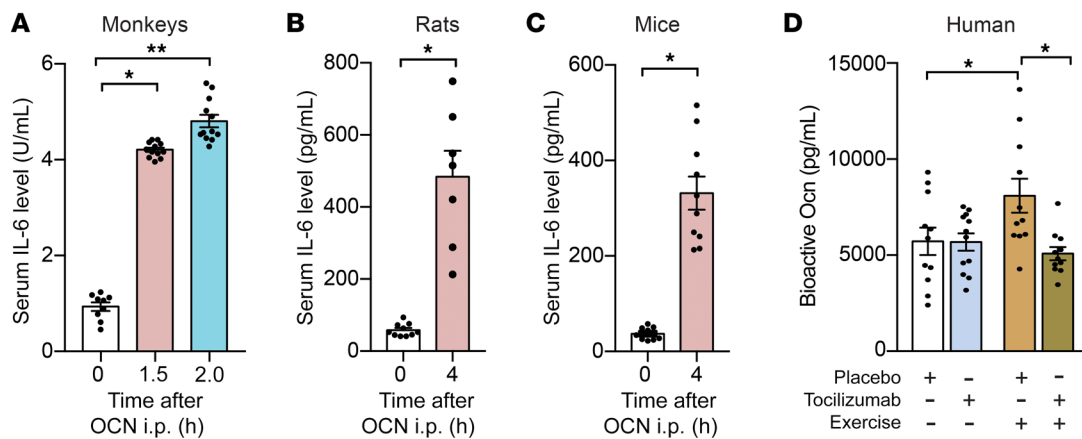 A Monkeys
**
*
Serum IL-6 level (U/mL)
6
4
2
0
0 1.5 2.0
Time after
OCN i.p. (h)
B Rats
*
Serum IL-6 level (pg/mL)
800
600
400
200
0
0 4
Time after
OCN i.p. (h)
C Mice
*
Serum IL-6 level (pg/mL)
600
400
200
0
0 4
Time after
OCN i.p. (h)
D Human
*
*
Bioactive Ocn (pg/mL)
15000
10000
5000
0
Placebo + – + –
Tocilizumab – + – +
Exercise – – + +